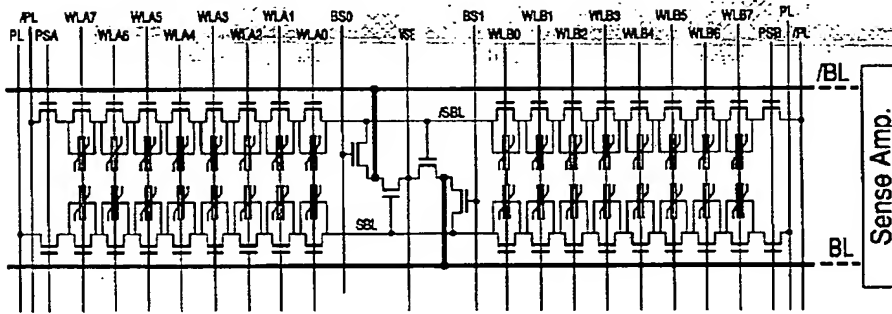 /PL WLA7 WLA5 WLA3 WLA1 BS0 BS1 WLB1 WLB3 WLB5 WLB7 PL
PL PSA WLA6 WLA4 WLA2 WLA0 VSE WLB0 WLB2 WLB4 WLB6 PSB /PL
/BL
/SBL
SBL
BL
Sense Amp.